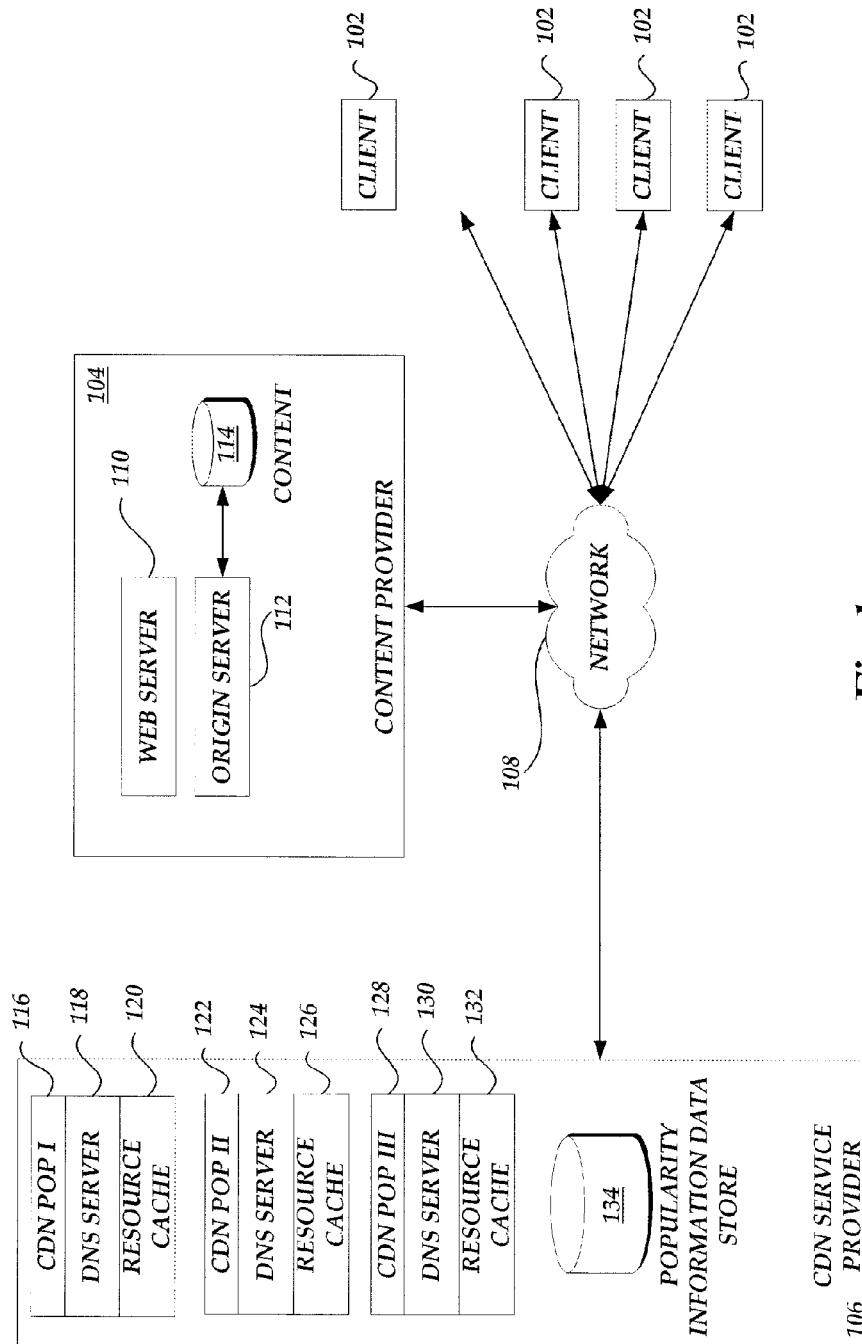 116
CDN POP I
118
DNS SERVER
120
RESOURCE
CACHE
122
CDN POP II
124
DNS SERVER
126
RESOURCE
CACHE
128
CDN POP III
130
DNS SERVER
132
RESOURCE
CACHE
134
POPULARITY
INFORMATION DATA
STORE
CDN SERVICE
PROVIDER
106
104
110
WEB SERVER
ORIGIN SERVER
112
114
CONTENT
CONTENT PROVIDER
108
NETWORK
CLIENT
102
CLIENT
102
CLIENT
102
CLIENT
102